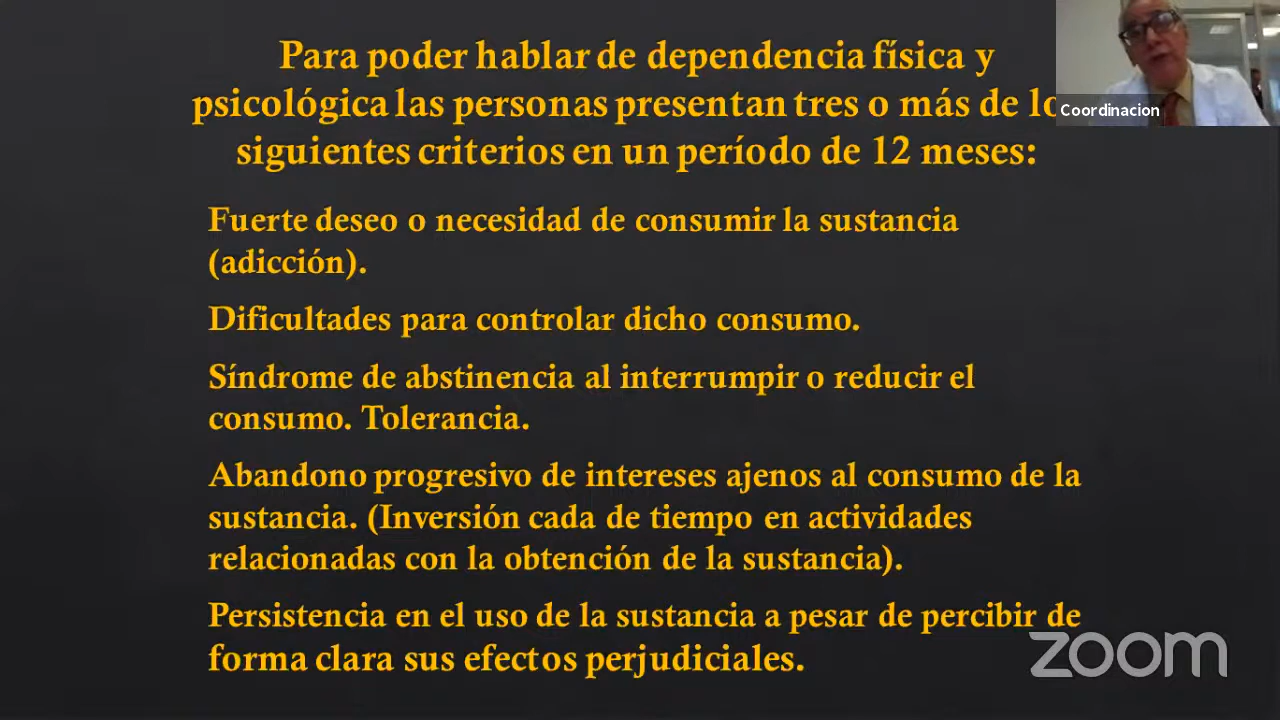 Para poder hablar de dependencia física y
psicológica las personas presentan tres o más de lo
siguientes criterios en un período de 12 meses:
Coordinacion
Fuerte deseo o necesidad de consumir la sustancia
(adicción).
Dificultades para controlar dicho consumo.
Síndrome de abstinencia al interrumpir o reducir el
consumo. Tolerancia.
Abandono progresivo de intereses ajenos al consumo de la
sustancia. (Inversión cada de tiempo en actividades
relacionadas con la obtención de la sustancia).
Persistencia en el uso de la sustancia a pesar de percibir de
forma clara sus efectos perjudiciales.
zoom